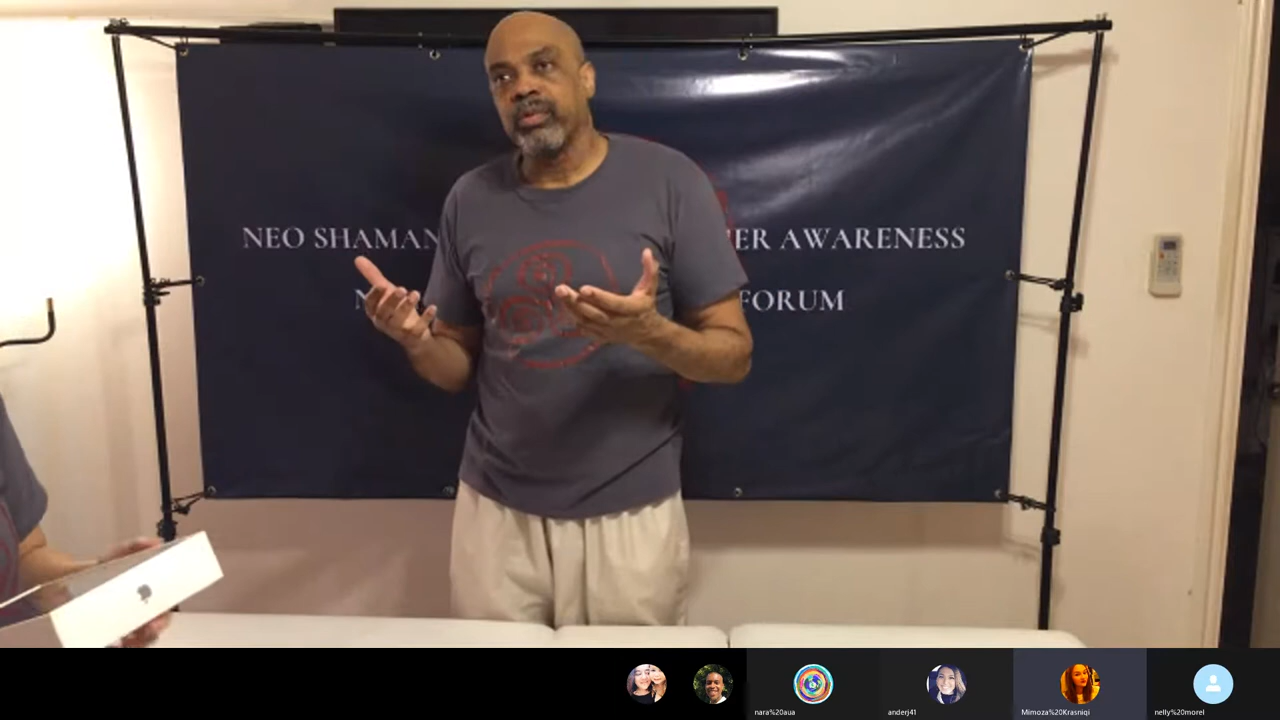 NEO SHAMAN ER AWARENESS
N FORUM
nara%20aua anderj41 Mimoza%20Krasniqi nelly%20morel